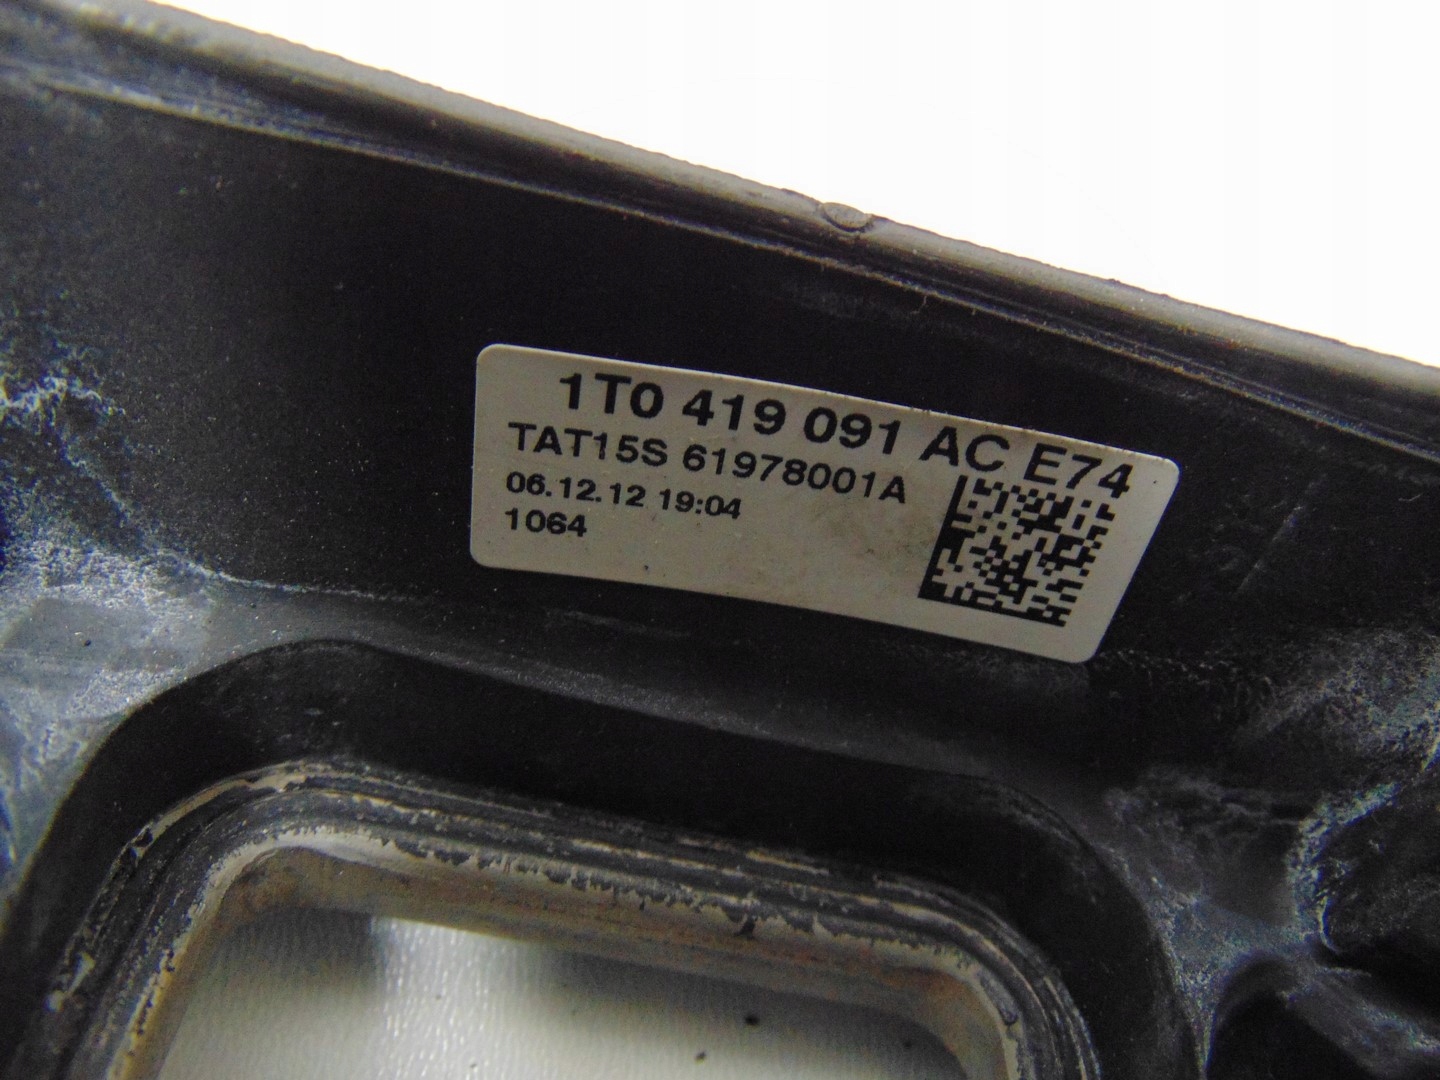 1T0 419 091 AC E74
TAT15S 61978001A
06.12.12 19:04
1064